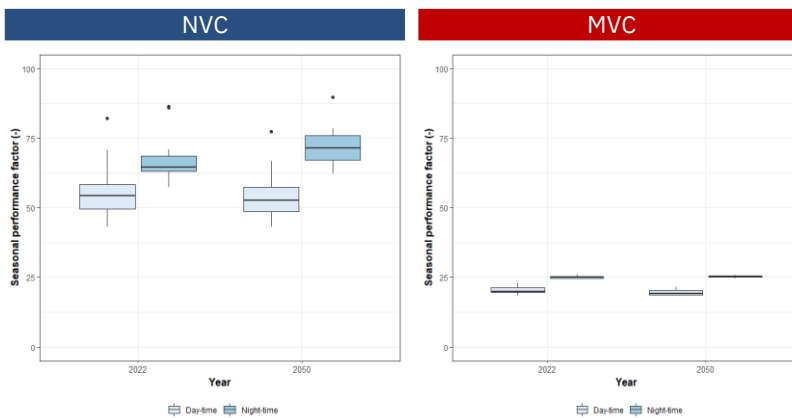 NVC
Seasonal performance factor (-)
100
75
50
25
0
2022
2050
Year
Day-time
Night-time
MVC
Seasonal performance factor (-)
100
75
50
25
0
2022
2050
Year
Day-time
Night-time